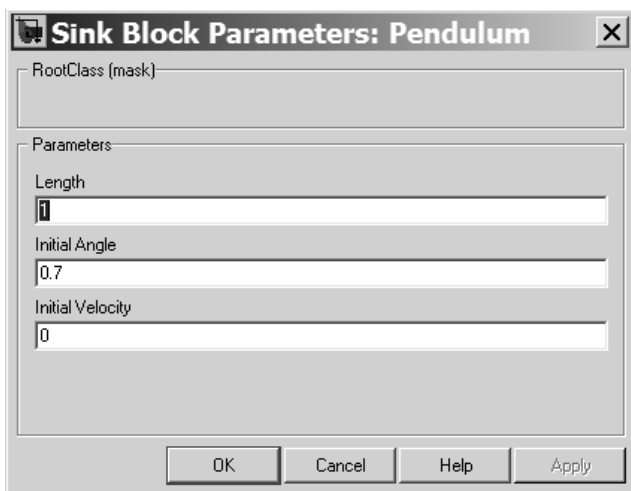 Sink Block Parameters: Pendulum
RootClass (mask)
Parameters
Length
1
Initial Angle
0.7
Initial Velocity
0
OK Cancel Help Apply